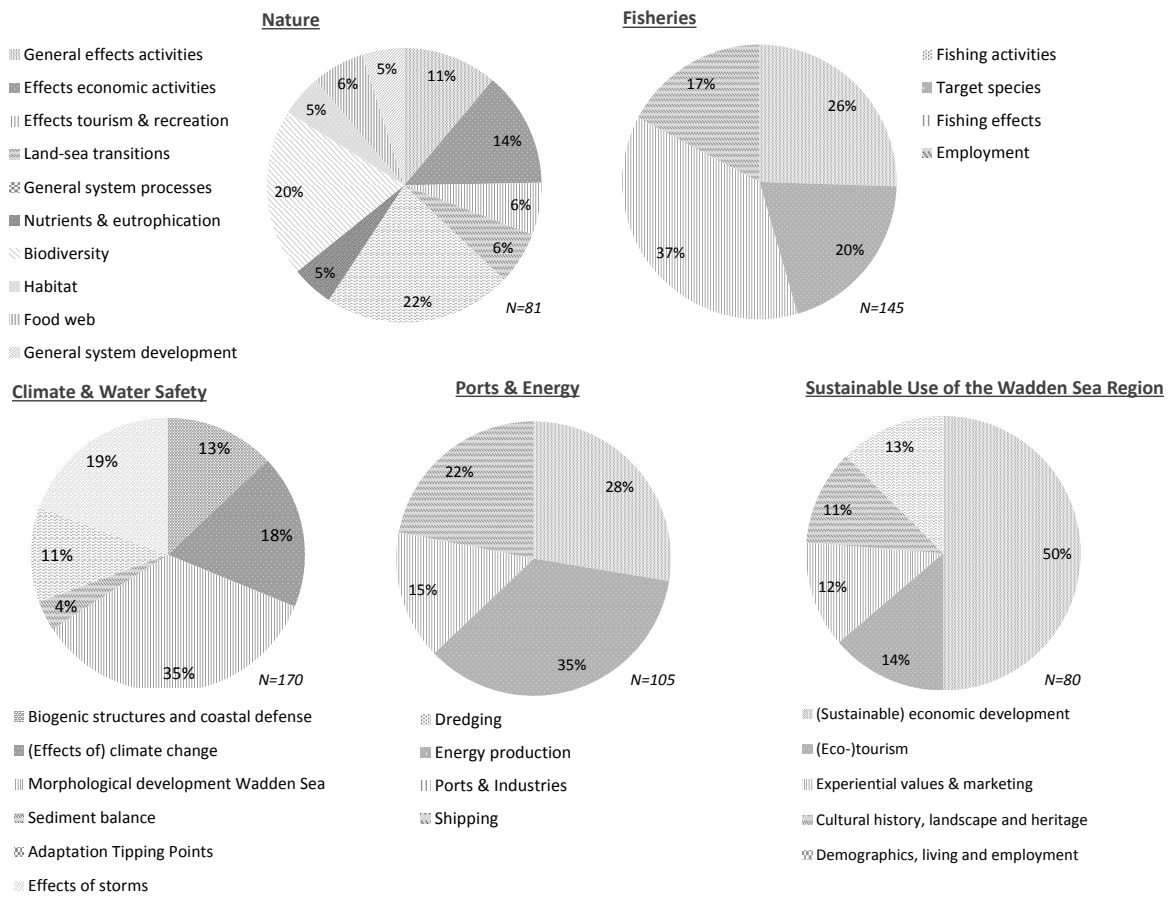 Nature
General effects activities
Effects economic activities
Effects tourism & recreation
Land-sea transitions
General system processes
Nutrients & eutrophication
Biodiversity
Habitat
Food web
General system development
11%
14%
6%
6%
22%
5%
20%
5%
6%
5%
N=81
Fisheries
26%
20%
37%
17%
N=145
Fishing activities
Target species
Fishing effects
Employment
Climate & Water Safety
13%
18%
35%
4%
11%
19%
N=170
Biogenic structures and coastal defense
(Effects of) climate change
Morphological development Wadden Sea
Sediment balance
Adaptation Tipping Points
Effects of storms
Ports & Energy
28%
35%
15%
22%
N=105
Dredging
Energy production
Ports & Industries
Shipping
Sustainable Use of the Wadden Sea Region
50%
14%
12%
11%
13%
N=80
(Sustainable) economic development
(Eco-)tourism
Experiential values & marketing
Cultural history, landscape and heritage
Demographics, living and employment